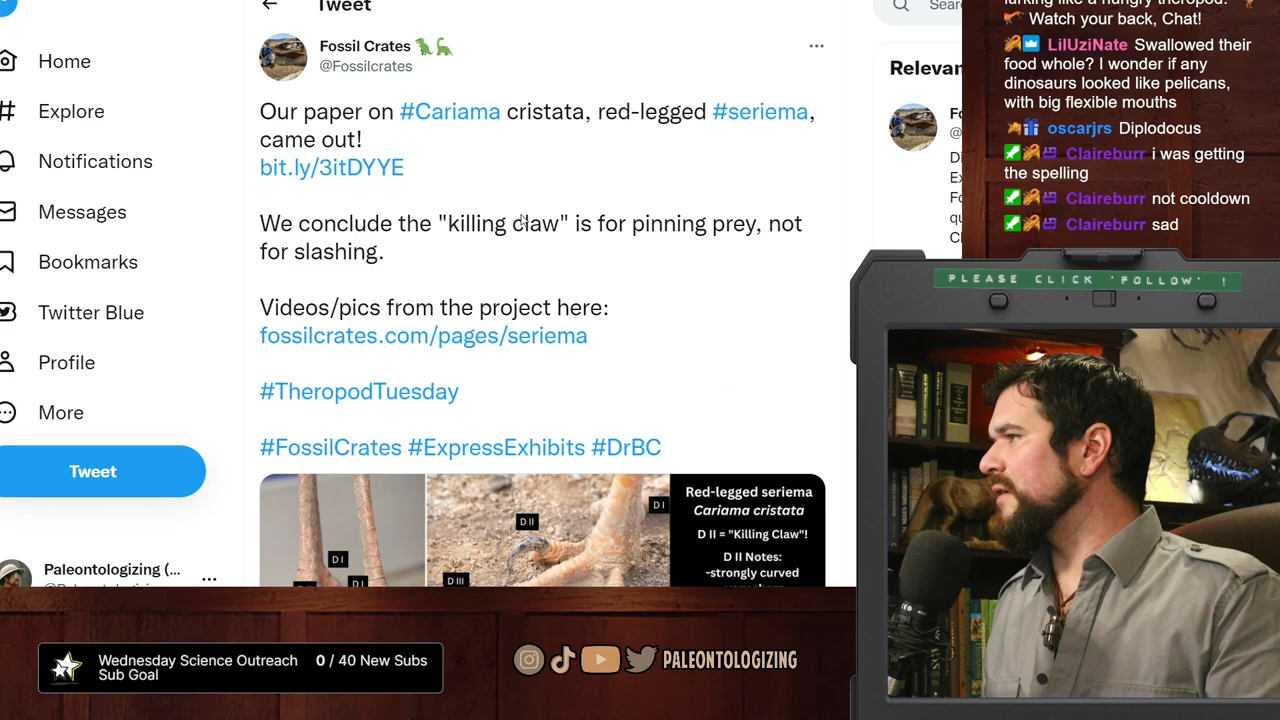 Tweet
Home
Explore
Notifications
Messages
Bookmarks
Twitter Blue
Profile
More
Tweet
Paleontologizing (...
Fossil Crates
@Fossilcrates
Our paper on #Cariama cristata, red-legged #seriema,
came out!
bit.ly/3itDYYE
We conclude the "killing claw" is for pinning prey, not
for slashing.
Videos/pics from the project here:
fossilcrates.com/pages/seriema
#TheropodTuesday
#FossilCrates #ExpressExhibits #DrBC
D I
D I
D II
D III
D I
Red-legged seriema
Cariama cristata
D II = "Killing Claw"!
D II Notes:
-strongly curved
Relevan
lurking like a hungry theropod.
Watch your back, Chat!
LilUziNate Swallowed their
food whole? I wonder if any
dinosaurs looked like pelicans,
with big flexible mouths
oscarjrs Diplodocus
Claireburr i was getting
the spelling
Claireburr not cooldown
Claireburr sad
PLEASE CLICK 'FOLLOW' !
Wednesday Science Outreach 0 / 40 New Subs
Sub Goal
PALEONTOLOGIZING